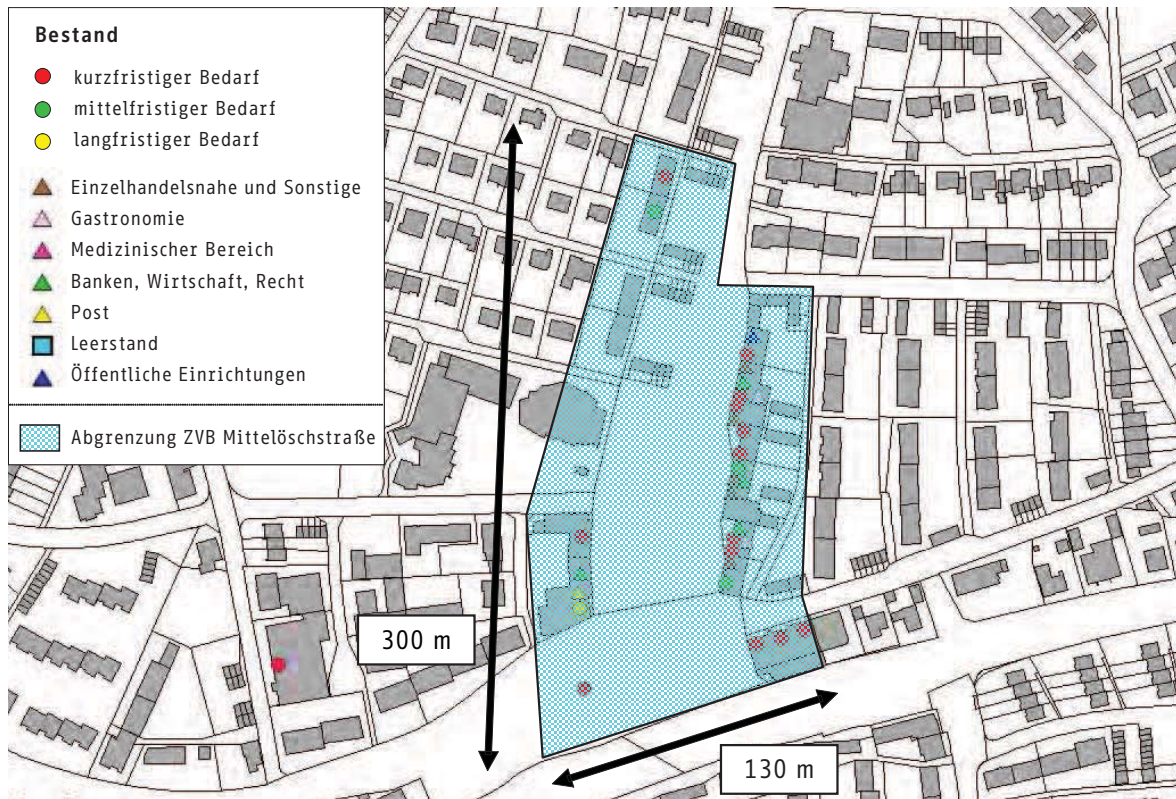 Bestand
kurzfristiger Bedarf
mittelfristiger Bedarf
langfristiger Bedarf
Einzelhandelsnahe und Sonstige
Gastronomie
Medizinischer Bereich
Banken, Wirtschaft, Recht
Post
Leerstand
Öffentliche Einrichtungen
Abgrenzung ZVB Mittelöschstraße
300 m
130 m